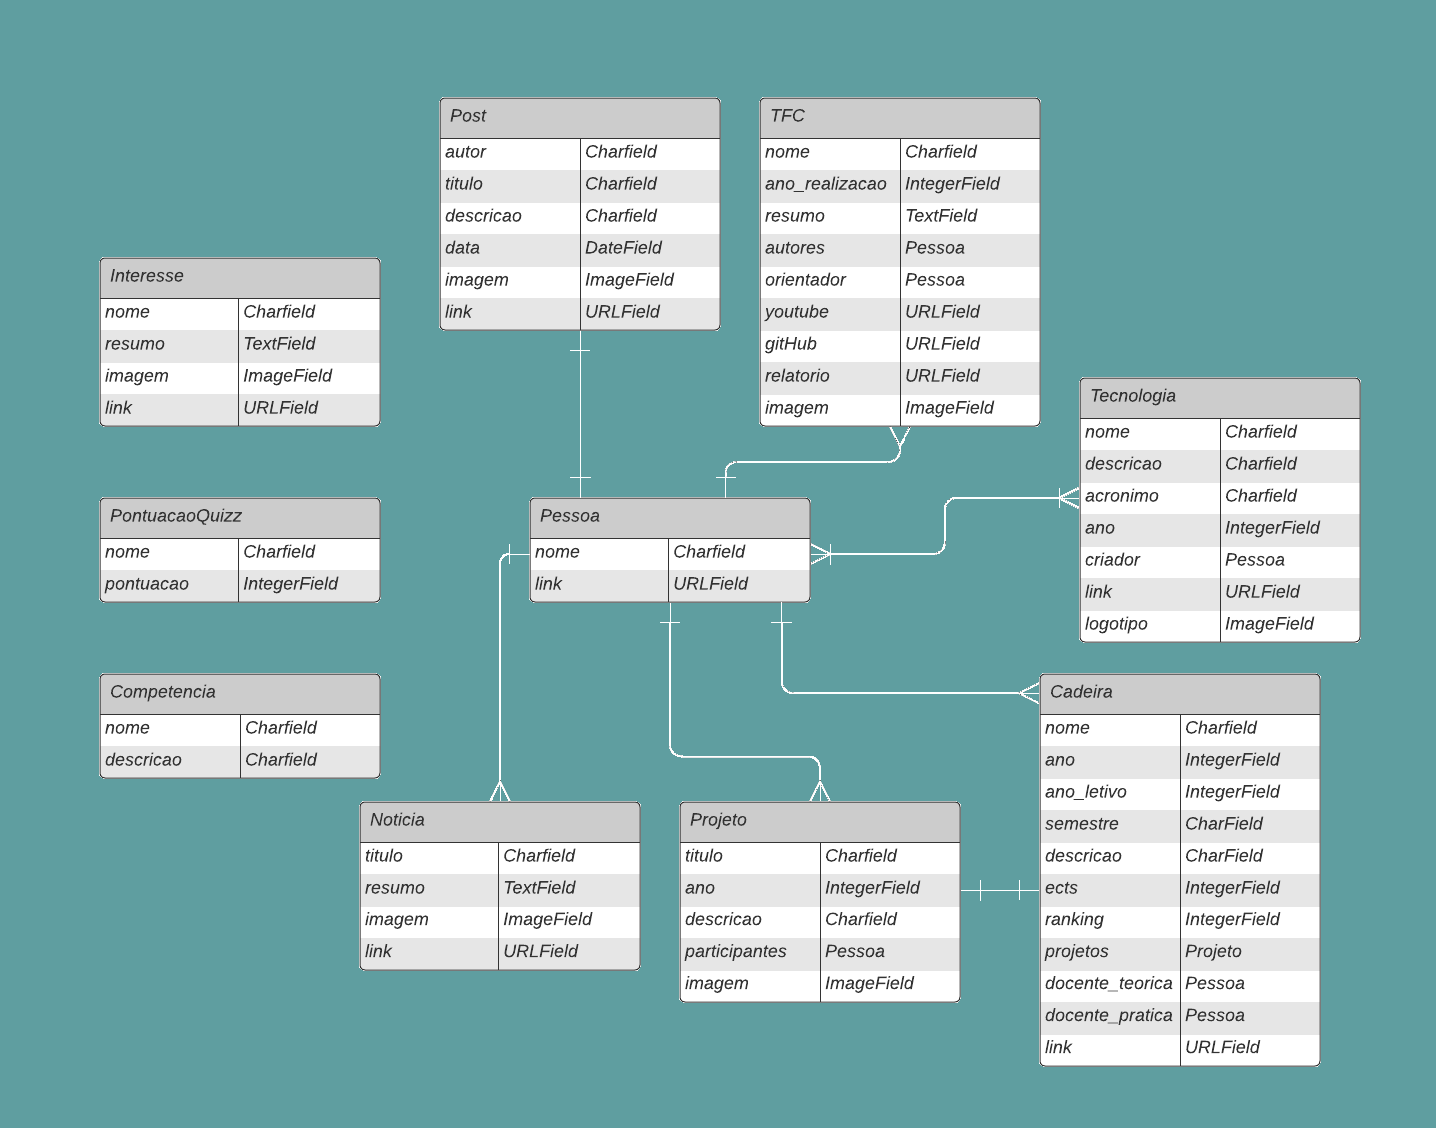 Post
autor Charfield
titulo Charfield
descricao Charfield
data DateField
imagem ImageField
link URLField
TFC
nome Charfield
ano_realizacao IntegerField
resumo TextField
autores Pessoa
orientador Pessoa
youtube URLField
gitHub URLField
relatorio URLField
imagem ImageField
Interesse
nome Charfield
resumo TextField
imagem ImageField
link URLField
Tecnologia
nome Charfield
descricao Charfield
acronimo Charfield
ano IntegerField
criador Pessoa
link URLField
logotipo ImageField
PontuacaoQuizz
nome Charfield
pontuacao IntegerField
Pessoa
nome Charfield
link URLField
Competencia
nome Charfield
descricao Charfield
Noticia
titulo Charfield
resumo TextField
imagem ImageField
link URLField
Projeto
titulo Charfield
ano IntegerField
descricao Charfield
participantes Pessoa
imagem ImageField
Cadeira
nome Charfield
ano IntegerField
ano_letivo IntegerField
semestre CharField
descricao CharField
ects IntegerField
ranking IntegerField
projetos Projeto
docente_teorica Pessoa
docente_pratica Pessoa
link URLField